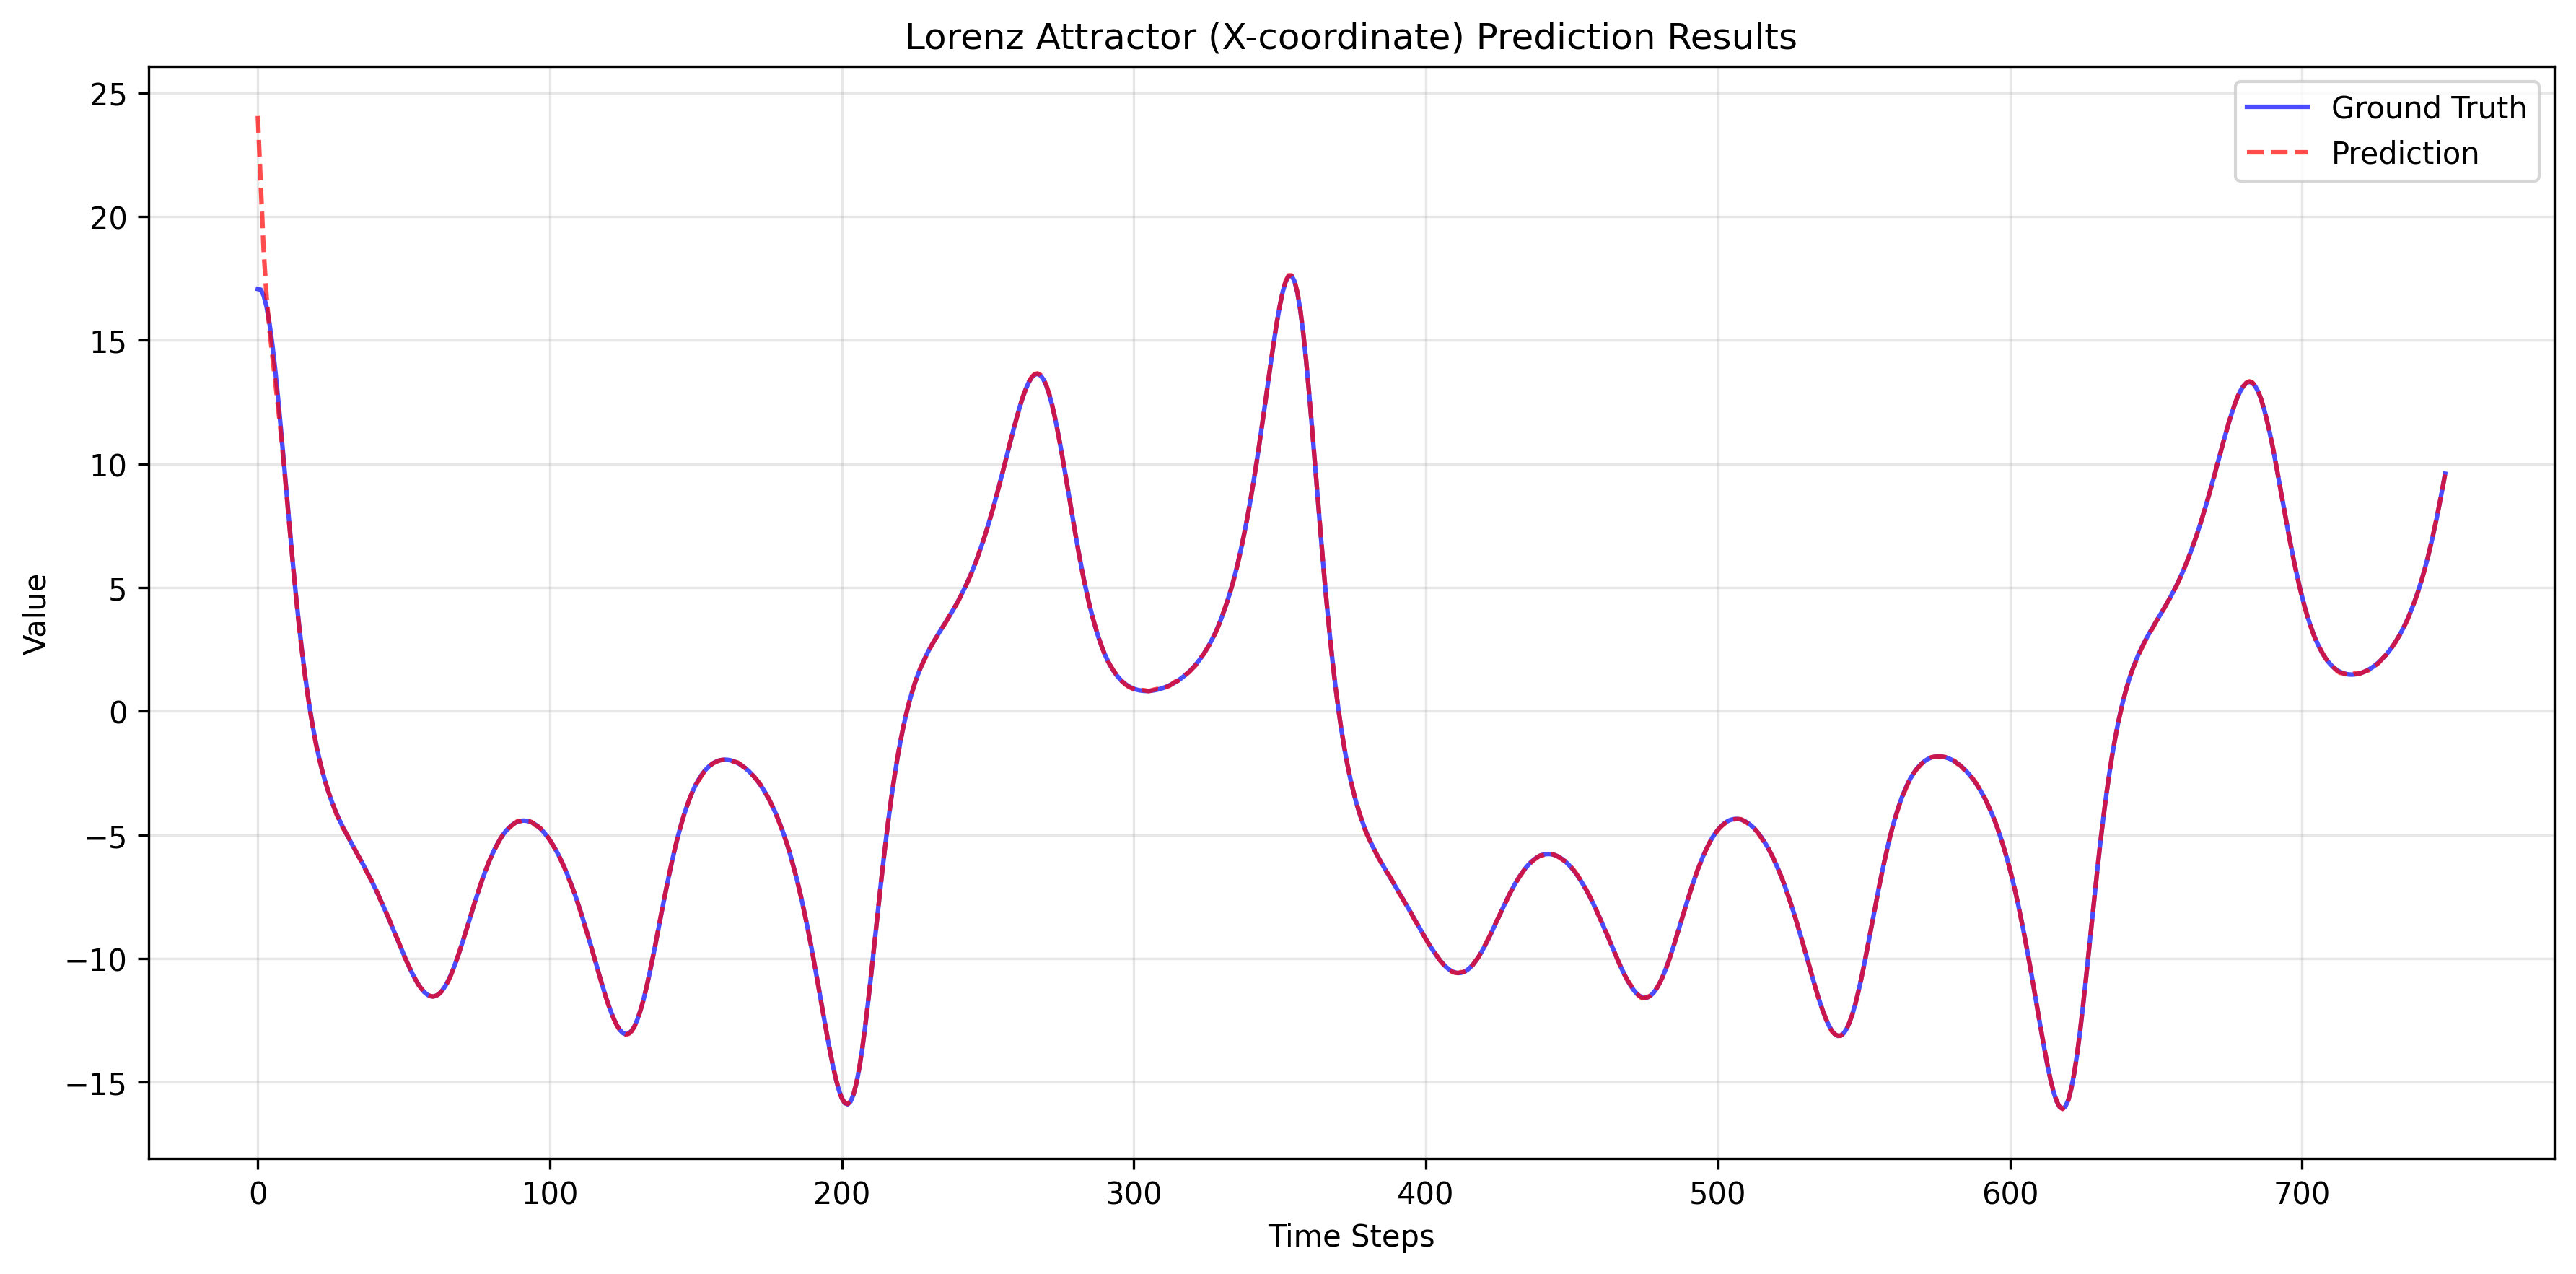 Lorenz Attractor (X-coordinate) Prediction Results
Ground Truth
Prediction
25
20
15
10
5
0
−5
−10
−15
Value
0 100 200 300 400 500 600 700
Time Steps